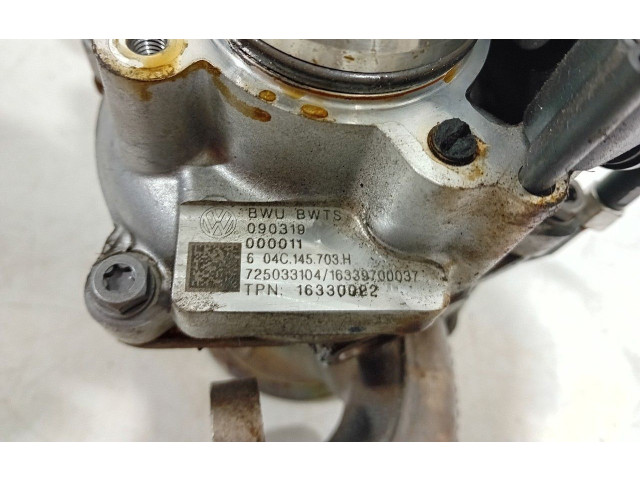 BWU BWTS
090319
000011
6 04C.145.703.H
725033104/16339700037
TPN: 16330022